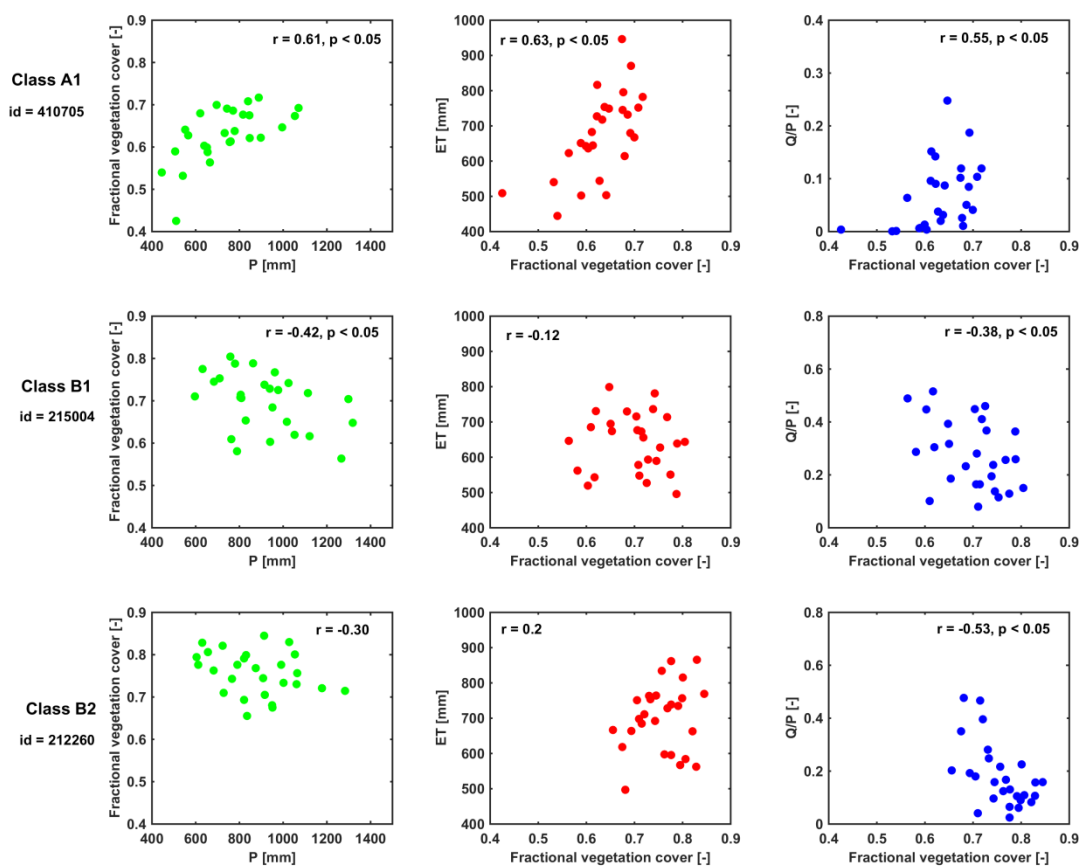 Class A1
id = 410705
r = 0.61, p < 0.05
Fractional vegetation cover [-]
0.9
0.8
0.7
0.6
0.5
0.4
400 600 800 1000 1200 1400
P [mm]
r = 0.63, p < 0.05
ET [mm]
1000
900
800
700
600
500
400
0.4 0.5 0.6 0.7 0.8 0.9
Fractional vegetation cover [-]
r = 0.55, p < 0.05
Q/P [-]
0.4
0.3
0.2
0.1
0
0.4 0.5 0.6 0.7 0.8 0.9
Fractional vegetation cover [-]
Class B1
id = 215004
r = -0.42, p < 0.05
Fractional vegetation cover [-]
0.9
0.8
0.7
0.6
0.5
0.4
400 600 800 1000 1200 1400
P [mm]
r = -0.12
ET [mm]
1000
900
800
700
600
500
400
0.4 0.5 0.6 0.7 0.8 0.9
Fractional vegetation cover [-]
r = -0.38, p < 0.05
Q/P [-]
0.8
0.6
0.4
0.2
0
0.4 0.5 0.6 0.7 0.8 0.9
Fractional vegetation cover [-]
Class B2
id = 212260
r = -0.30
Fractional vegetation cover [-]
0.9
0.8
0.7
0.6
0.5
0.4
400 600 800 1000 1200 1400
P [mm]
r = 0.2
ET [mm]
1000
900
800
700
600
500
400
0.4 0.5 0.6 0.7 0.8 0.9
Fractional vegetation cover [-]
r = -0.53, p < 0.05
Q/P [-]
0.8
0.6
0.4
0.2
0
0.4 0.5 0.6 0.7 0.8 0.9
Fractional vegetation cover [-]